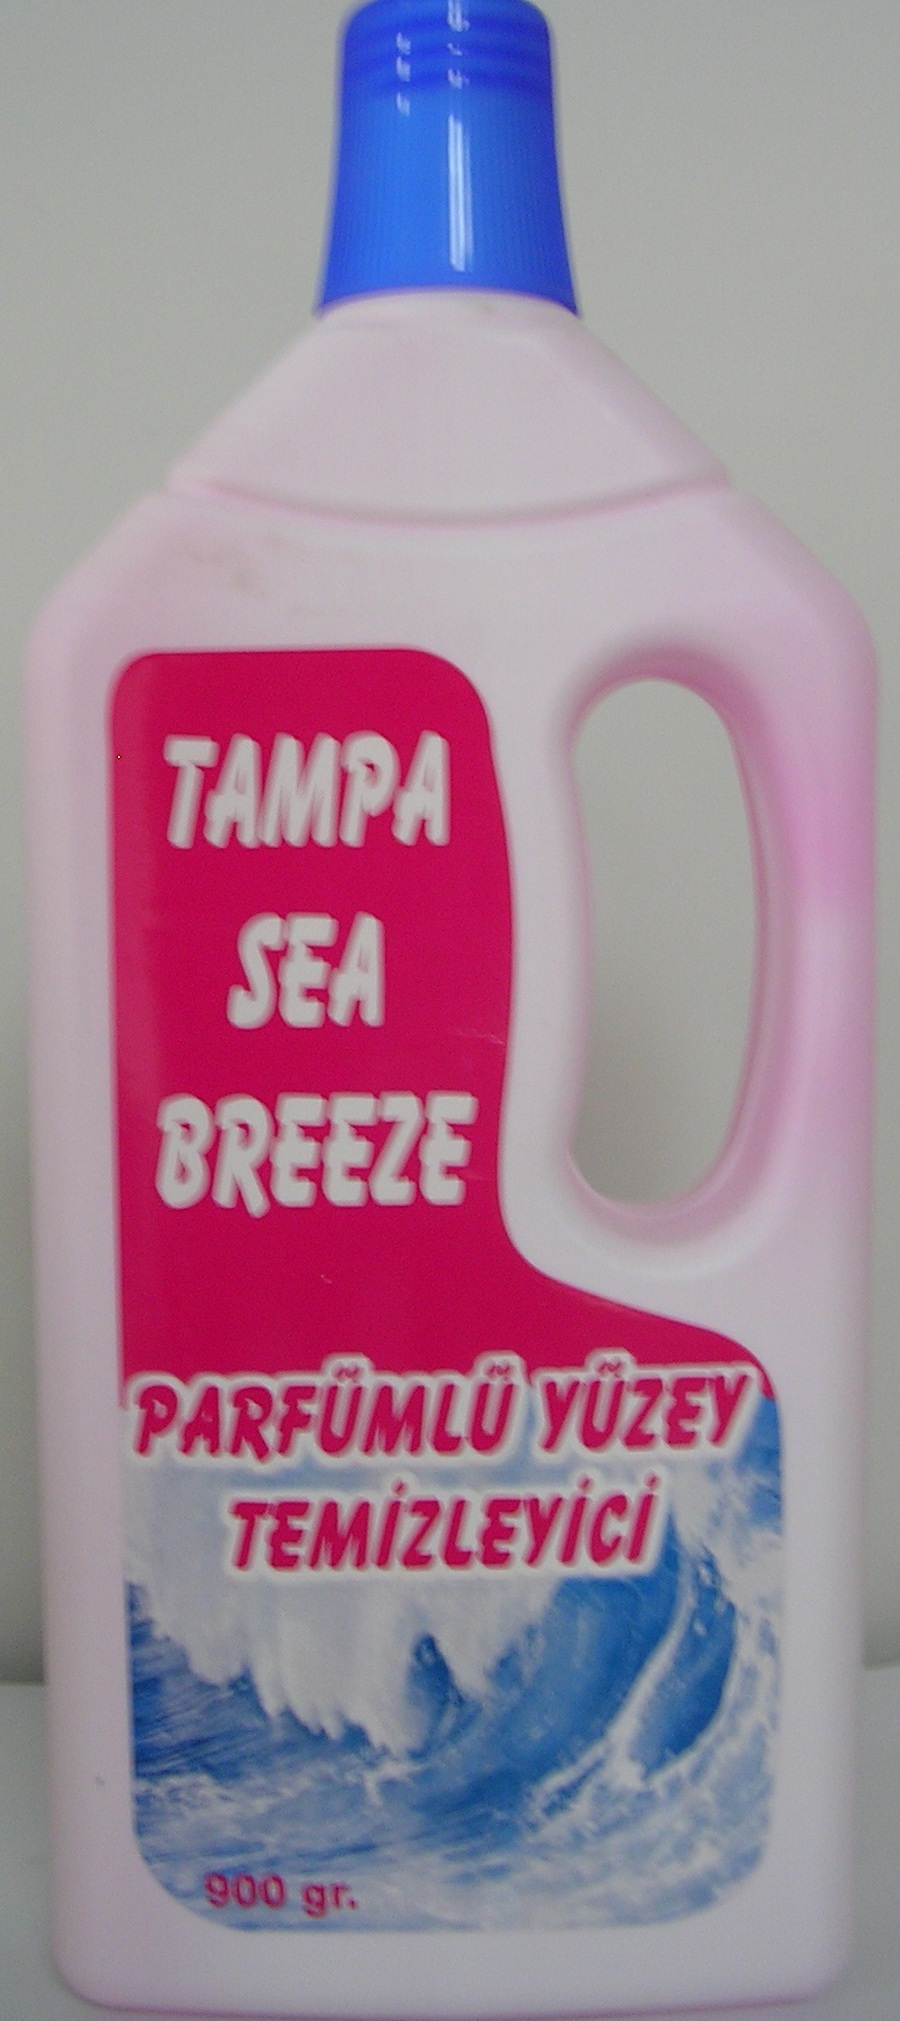 TAMPA
SEA
BREEZE
PARFÜMLÜ YÜZEY
TEMİZLEYİCİ
900 gr.